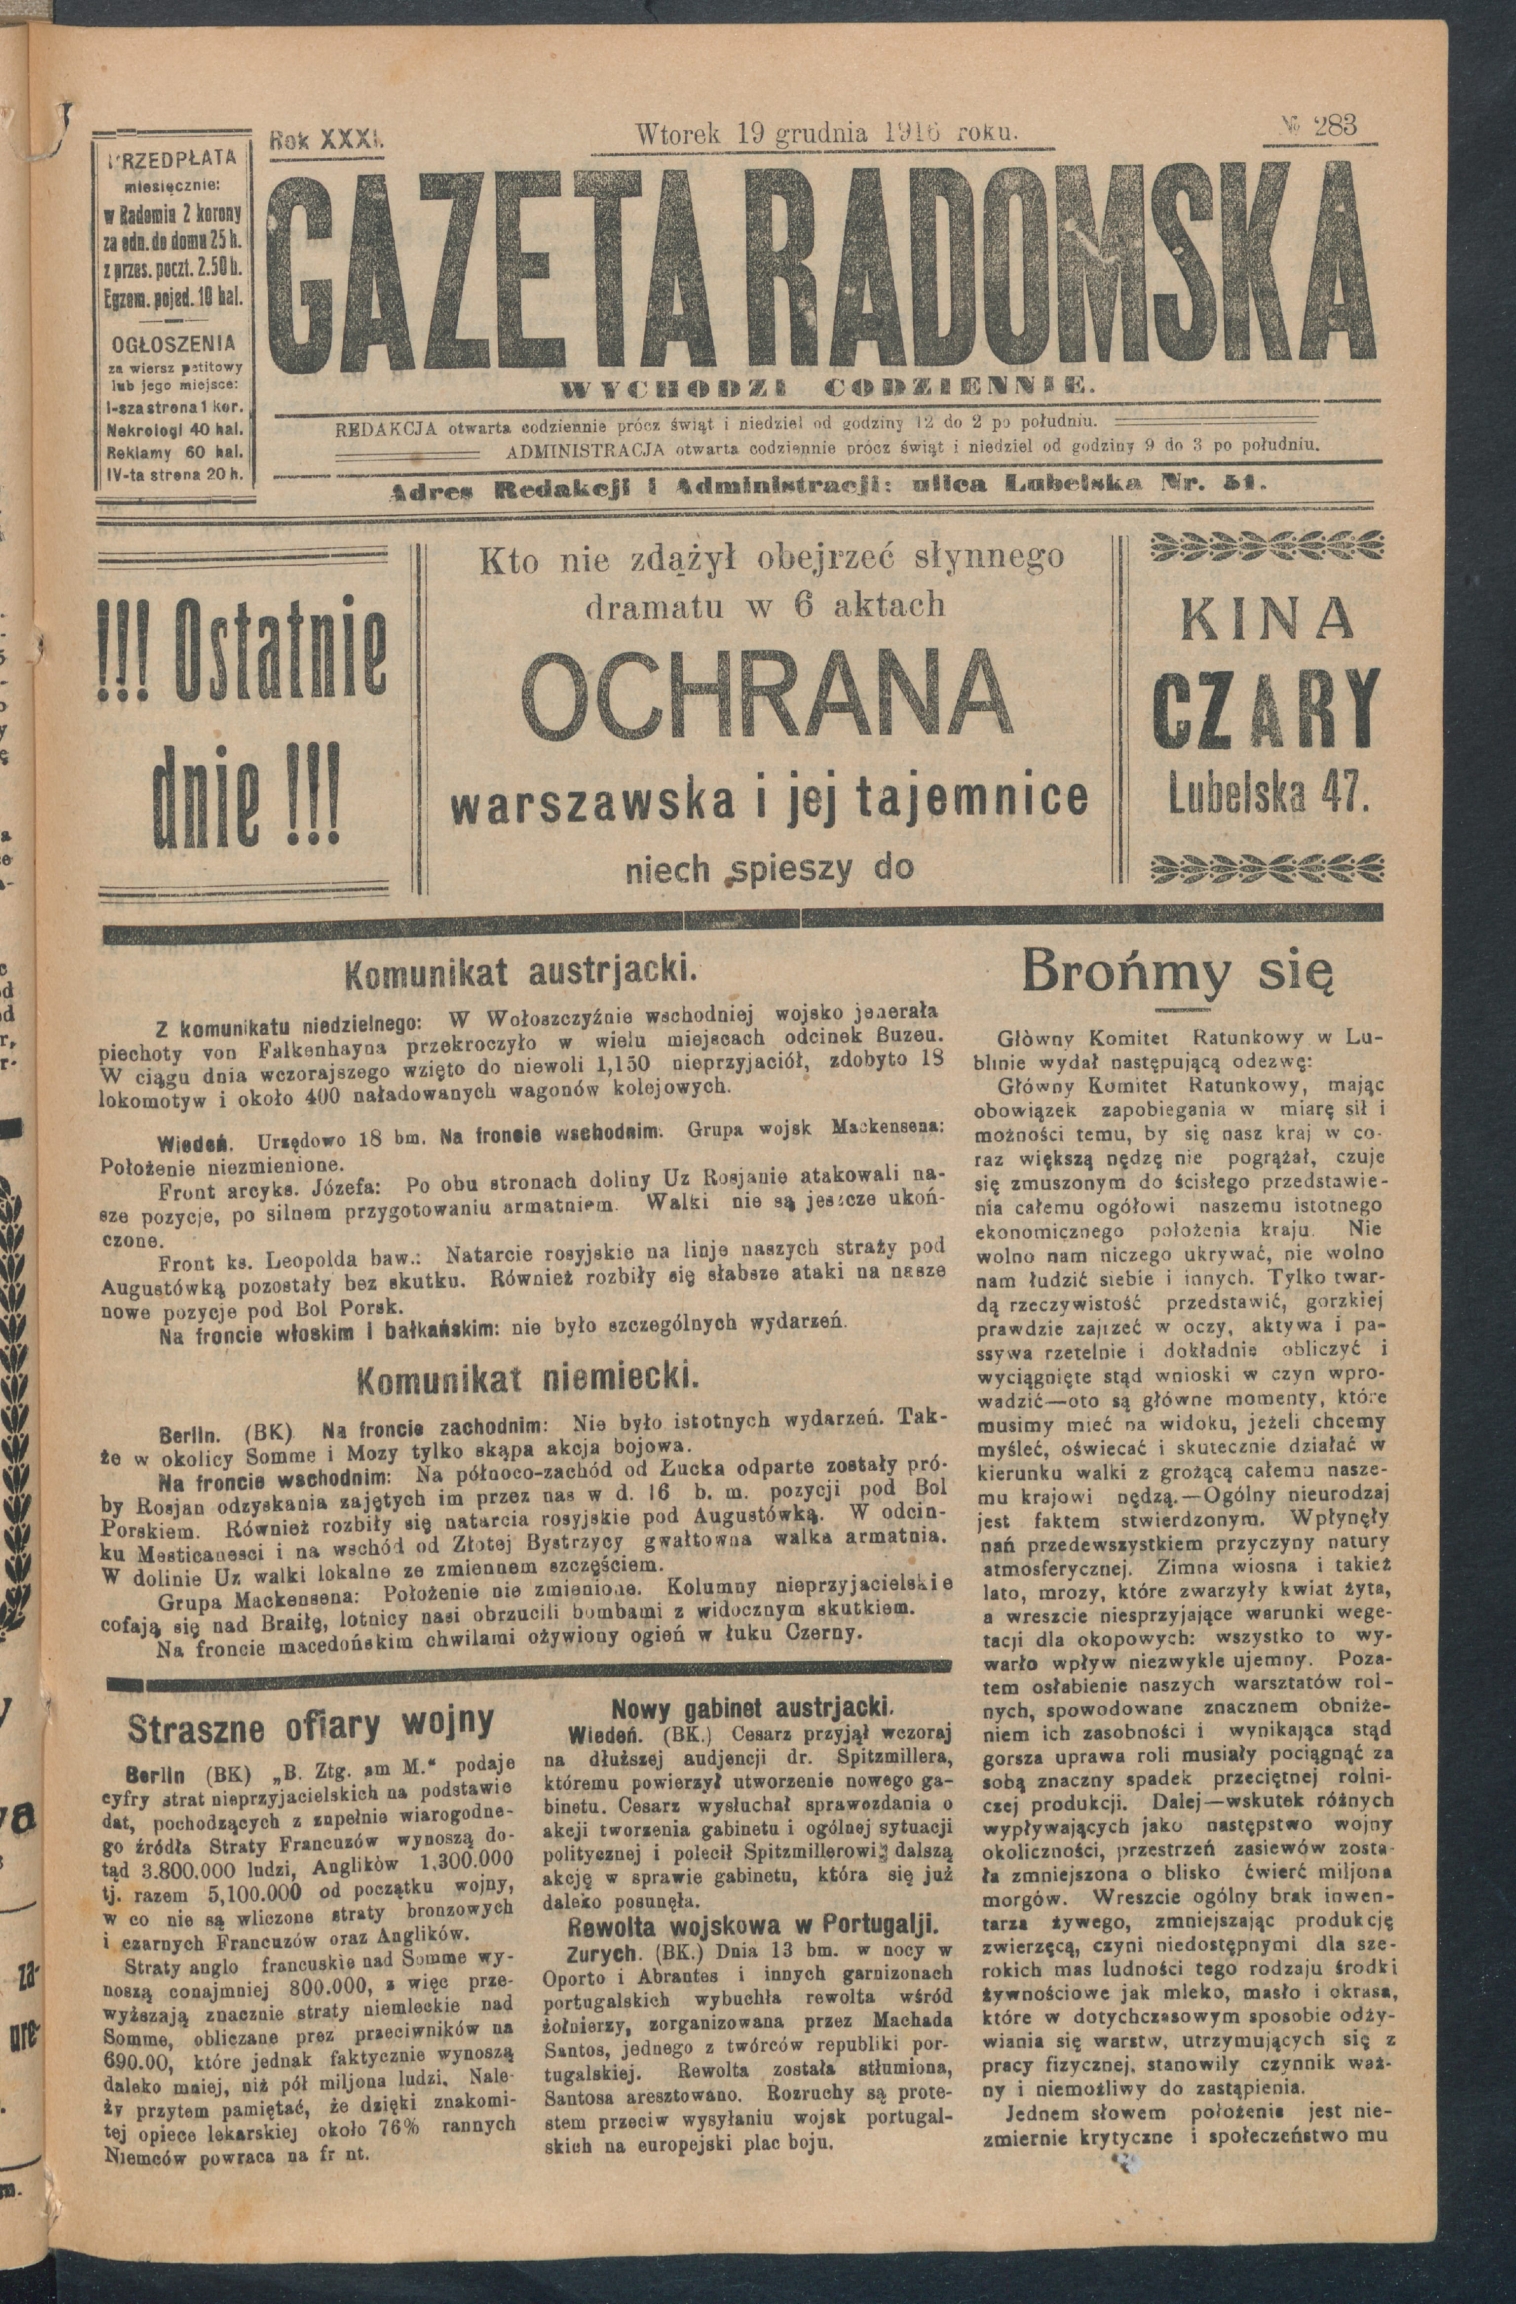 PRZEDPŁATA
miesięcznie:
w Radomiu 2 korony
za odn. do domu 25 h.
z przes. poczt. 2.50 h.
Egzem. pojed. 10 hal.
OGŁOSZENIA
za wiersz petitowy
lub jego miejsce:
I-sza strona 1 kor.
Nekrologi 40 hal.
Reklamy 60 hal.
IV-ta strona 20 h.
Rok XXXI.
Wtorek 19 grudnia 1916 roku.
№ 283
GAZETA RADOMSKA
WYCHODZI CODZIENNIE.
REDAKCJA otwarta codziennie prócz świąt i niedziel od godziny 12 do 2 po południu.
ADMINISTRACJA otwarta codziennie prócz świąt i niedziel od godziny 9 do 3 po południu.
Adres Redakcji i Administracji: ulica Lubelska Nr. 51.
!!! Ostatnie
dnie !!!
Kto nie zdążył obejrzeć słynnego
dramatu w 6 aktach
OCHRANA
warszawska i jej tajemnice
niech spieszy do
KINA
CZARY
Lubelska 47.
Komunikat austrjacki.
Z komunikatu niedzielnego: W Wołoszczyźnie wschodniej wojsko jenerała
piechoty von Falkenhayna przekroczyło w wielu miejscach odcinek Buzeu.
W ciągu dnia wczorajszego wzięto do niewoli 1,150 nieprzyjaciół, zdobyto 18
lokomotyw i około 400 naładowanych wagonów kolejowych.
Wiedeń. Urzędowo 18 bm. Na froncie wschodnim. Grupa wojsk Mackensena:
Położenie niezmienione.
Front arcyks. Józefa: Po obu stronach doliny Uz Rosjanie atakowali na-
sze pozycje, po silnem przygotowaniu armatniem. Walki nie są jeszcze ukoń-
czone.
Front ks. Leopolda baw.: Natarcie rosyjskie na linje naszych straży pod
Augustówką pozostały bez skutku. Również rozbiły się słabsze ataki na nasze
nowe pozycje pod Bol Porsk.
Na froncie włoskim i bałkańskim: nie było szczególnych wydarzeń.
Komunikat niemiecki.
Berlin. (BK) Na froncie zachodnim: Nie było istotnych wydarzeń. Tak-
że w okolicy Somme i Mozy tylko skąpa akcja bojowa.
Na froncie wschodnim: Na północo-zachód od Łucka odparte zostały pró-
by Rosjan odzyskania zajętych im przez nas w d. 16 b. m. pozycji pod Bol
Porskiem. Również rozbiły się natarcia rosyjskie pod Augustówką. W odcin-
ku Mesticanesci i na wschód od Złotej Bystrzycy gwałtowna walka armatnia.
W dolinie Uz walki lokalne ze zmiennem szczęściem.
Grupa Mackensena: Położenie nie zmienione. Kolumny nieprzyjacielskie
cofają się nad Braiłę, lotnicy nasi obrzucili bombami z widocznym skutkiem.
Na froncie macedońskim chwilami ożywiony ogień w łuku Czerny.
Straszne ofiary wojny
Berlin (BK) „B. Ztg. am M.“ podaje
cyfry strat nieprzyjacielskich na podstawie
dat, pochodzących z zupełnie wiarogodne-
go źródła Straty Francuzów wynoszą do-
tąd 3.800.000 ludzi, Anglików 1,300.000
tj. razem 5,100.000 od początku wojny,
w co nie są wliczone straty bronzowych
i czarnych Francuzów oraz Anglików.
Straty anglo francuskie nad Somme wy-
noszą conajmniej 800.000, a więc prze-
wyższają znacznie straty niemieckie nad
Somme, obliczane prez przeciwników na
690.00, które jednak faktycznie wynoszą
daleko mniej, niż pół miljona ludzi. Nale-
ży przytem pamiętać, że dzięki znakomi-
tej opiece lekarskiej około 76% rannych
Niemców powraca na fr nt.
Nowy gabinet austrjacki.
Wiedeń. (BK.) Cesarz przyjął wczoraj
na dłuższej audjencji dr. Spitzmillera,
któremu powierzył utworzenie nowego ga-
binetu. Cesarz wysłuchał sprawozdania o
akcji tworzenia gabinetu i ogólnej sytuacji
politycznej i polecił Spitzmillerowi dalszą
akcję w sprawie gabinetu, która się już
daleko posunęła.
Rewolta wojskowa w Portugalji.
Zurych. (BK.) Dnia 13 bm. w nocy w
Oporto i Abrantes i innych garnizonach
portugalskich wybuchła rewolta wśród
żołnierzy, zorganizowana przez Machada
Santos, jednego z twórców republiki por-
tugalskiej. Rewolta została stłumiona,
Santosa aresztowano. Rozruchy są prote-
stem przeciw wysyłaniu wojsk portugal-
skich na europejski plac boju.
Brońmy się
Główny Komitet Ratunkowy w Lu-
blinie wydał następującą odezwę:
Główny Komitet Ratunkowy, mając
obowiązek zapobiegania w miarę sił i
możności temu, by się nasz kraj w co-
raz większą nędzę nie pogrążał, czuje
się zmuszonym do ścisłego przedstawie-
nia całemu ogółowi naszemu istotnego
ekonomicznego położenia kraju. Nie
wolno nam niczego ukrywać, nie wolno
nam łudzić siebie i innych. Tylko twar-
dą rzeczywistość przedstawić, gorzkiej
prawdzie zajrzeć w oczy, aktywa i pa-
ssywa rzetelnie i dokładnie obliczyć i
wyciągnięte stąd wnioski w czyn wpro-
wadzić—oto są główne momenty, które
musimy mieć na widoku, jeżeli chcemy
myśleć, oświecać i skutecznie działać w
kierunku walki z grożącą całemu nasze-
mu krajowi nędzą.—Ogólny nieurodzaj
jest faktem stwierdzonym. Wpłynęły
nań przedewszystkiem przyczyny natury
atmosferycznej. Zimna wiosna i takież
lato, mrozy, które zwarzyły kwiat żyta,
a wreszcie niesprzyjające warunki wege-
tacji dla okopowych: wszystko to wy-
warło wpływ niezwykle ujemny. Poza-
tem osłabienie naszych warsztatów rol-
nych, spowodowane znacznem obniże-
niem ich zasobności i wynikająca stąd
gorsza uprawa roli musiały pociągnąć za
sobą znaczny spadek przeciętnej rolni-
czej produkcji. Dalej—wskutek różnych
wypływających jako następstwo wojny
okoliczności, przestrzeń zasiewów zosta-
ła zmniejszona o blisko ćwierć miljona
morgów. Wreszcie ogólny brak inwen-
tarza żywego, zmniejszając produkcję
zwierzęcą, czyni niedostępnymi dla sze-
rokich mas ludności tego rodzaju środki
żywnościowe jak mleko, masło i okrasa,
które w dotychczasowym sposobie odży-
wiania się warstw, utrzymujących się z
pracy fizycznej, stanowiły czynnik waż-
ny i niemożliwy do zastąpienia.
Jednem słowem położenie jest nie-
zmiernie krytyczne i społeczeństwo mu